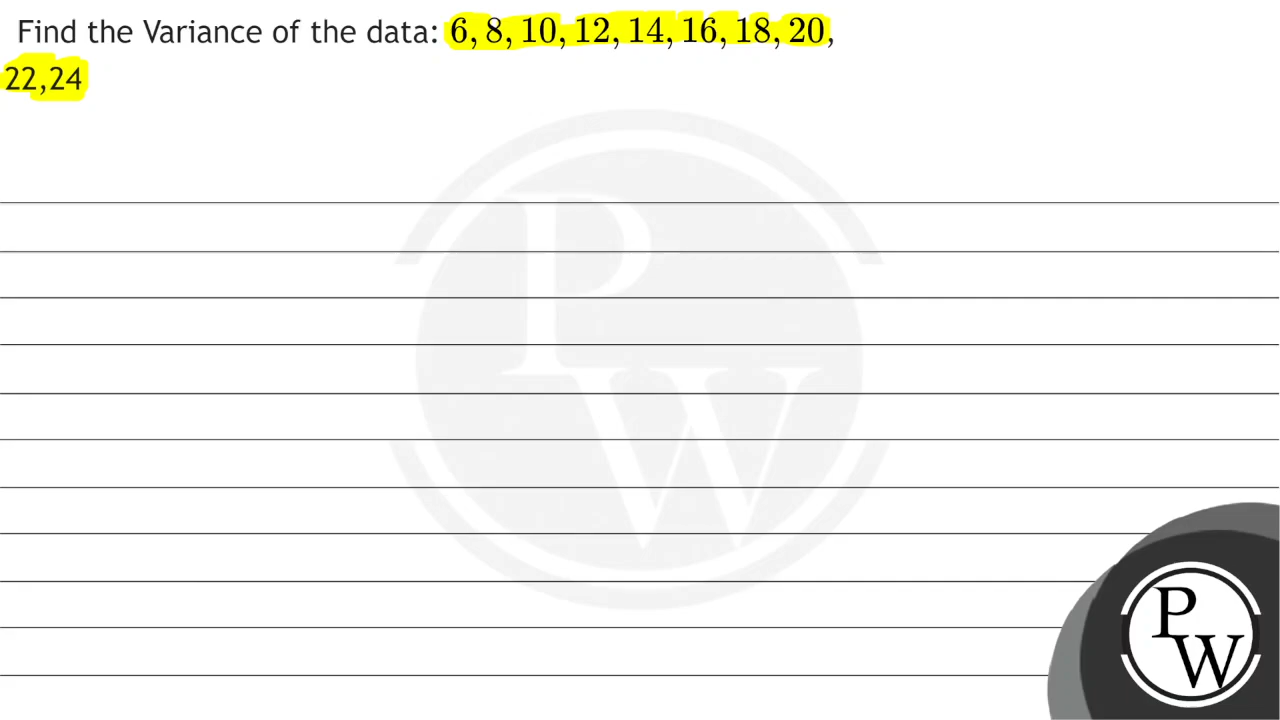 Find the Variance of the data: 6, 8, 10, 12, 14, 16, 18, 20,
22,24
P
W
P
W